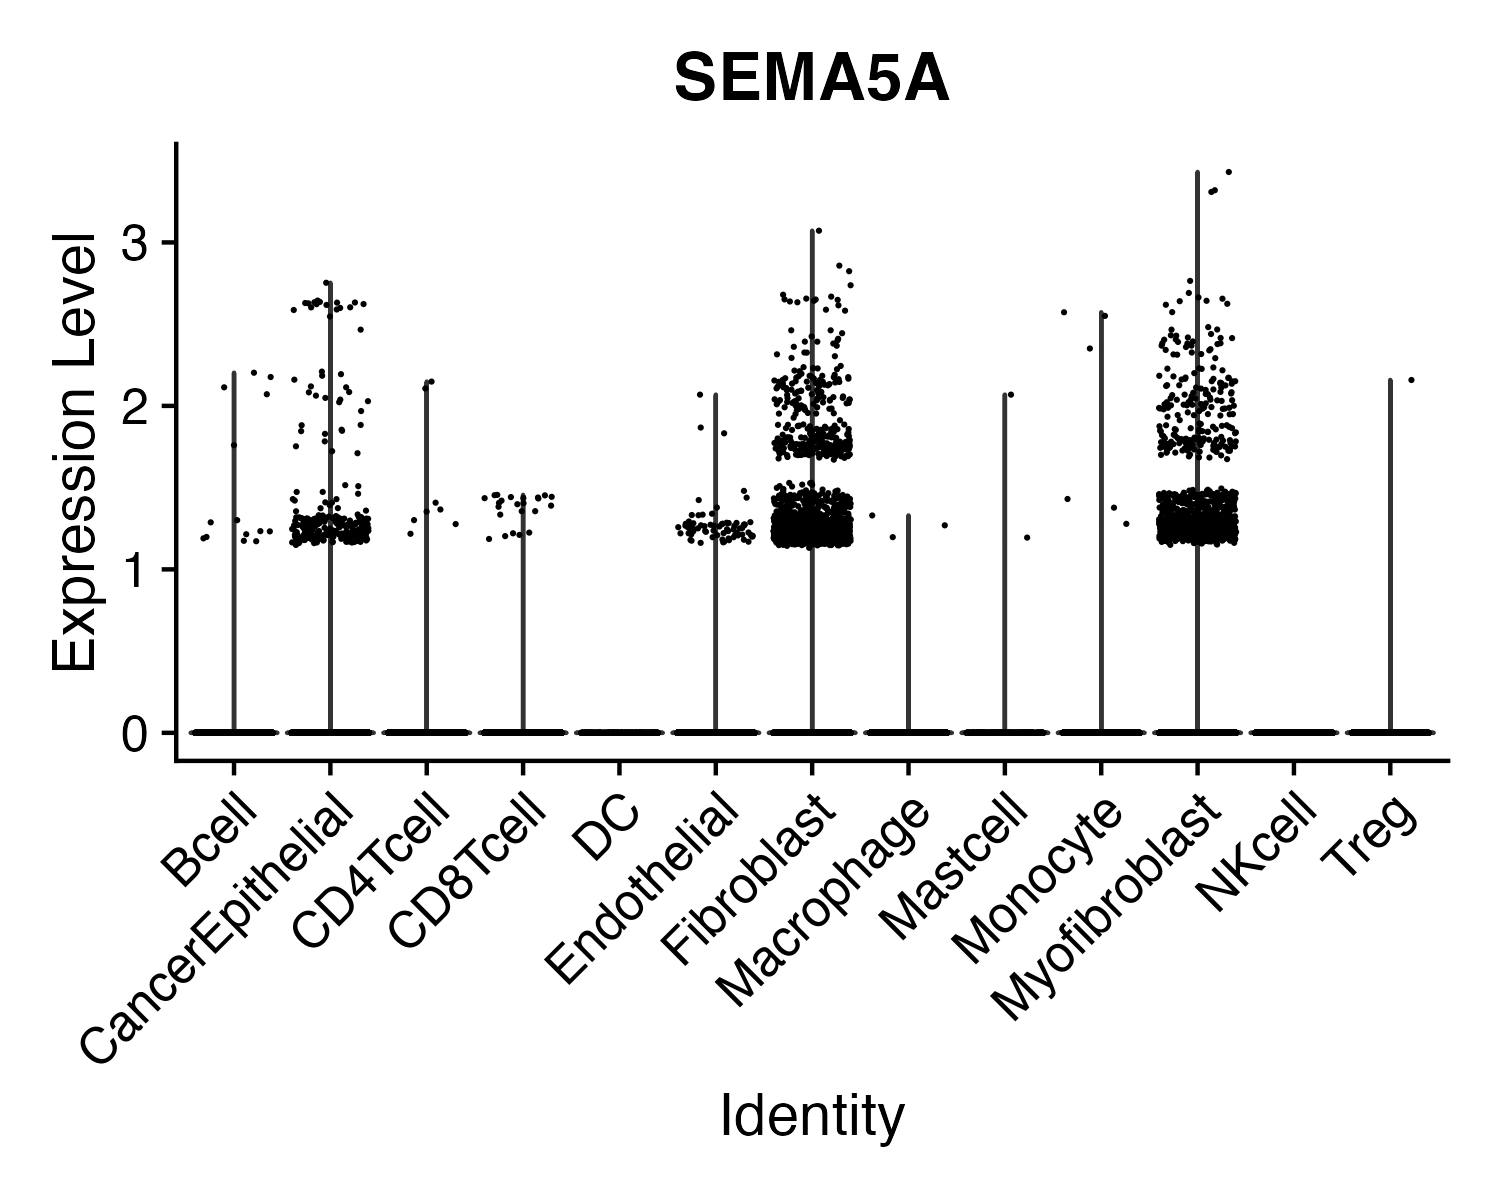 SEMA5A
Expression Level
3
2
1
0
Bcell
CancerEpithelial
CD4Tcell
CD8Tcell
DC
Endothelial
Fibroblast
Macrophage
Mastcell
Monocyte
Myofibroblast
NKcell
Treg
Identity